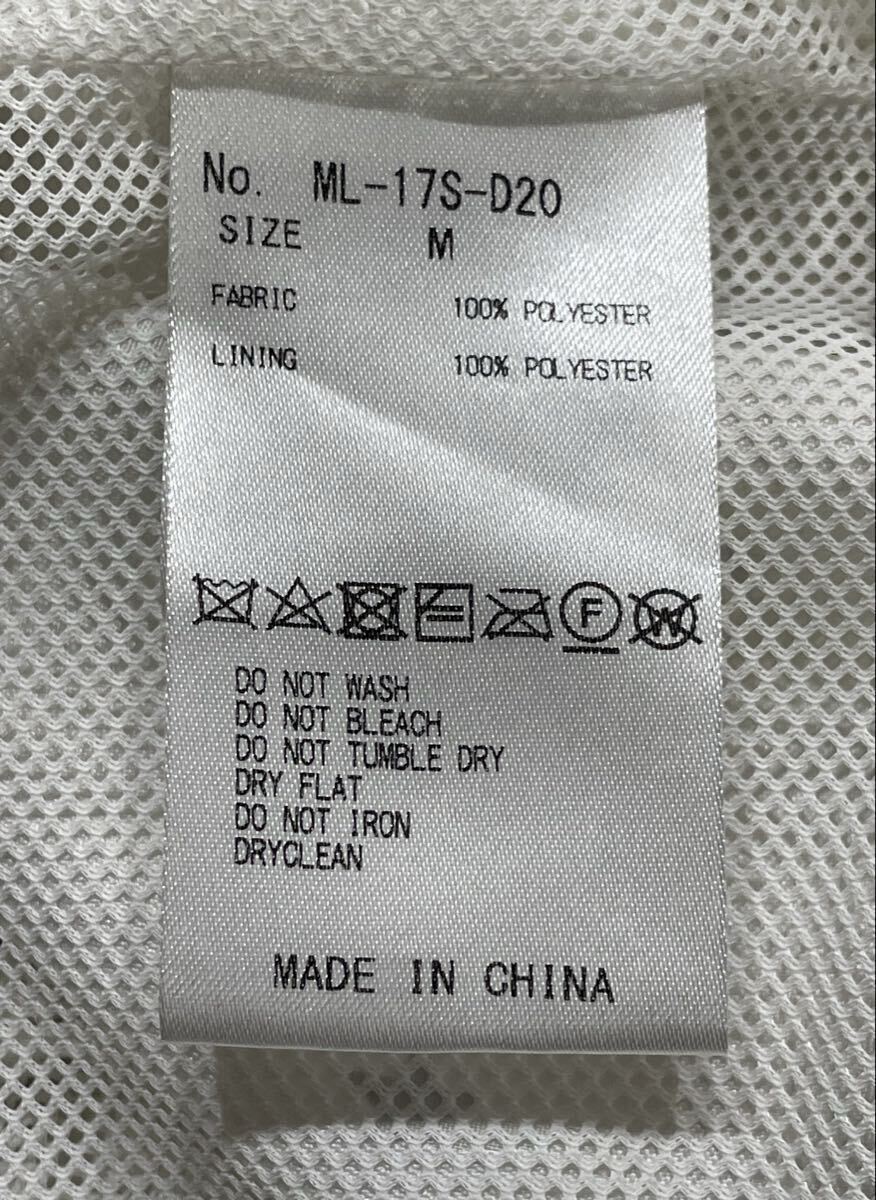 No. ML-17S-D20
SIZE M
FABRIC 100% POLYESTER
LINING 100% POLYESTER
F W
DO NOT WASH
DO NOT BLEACH
DO NOT TUMBLE DRY
DRY FLAT
DO NOT IRON
DRYCLEAN
MADE IN CHINA